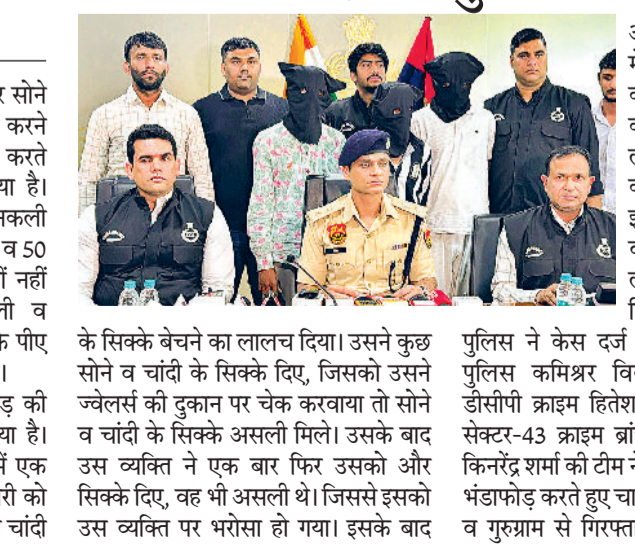 सोने
करने
करते
है।
व 50
नहीं
व
पीए
की
है।
एक
को
चांदी
के सिक्के बेचने का लालच दिया। उसने कुछ
सोने व चांदी के सिक्के दिए, जिसको उसने
ज्वेलर्स की दुकान पर चेक करवाया तो सोने
व चांदी के सिक्के असली मिले। उसके बाद
उस व्यक्ति ने एक बार फिर उसको और
सिक्के दिए, वह भी असली थे। जिससे इसको
उस व्यक्ति पर भरोसा हो गया। इसके बाद
पुलिस ने केस दर्ज
पुलिस कमिश्नर
डीसीपी क्राइम
सेक्टर-43 क्राइम
किनरेंद्र शर्मा की टीम
भंडाफोड़ करते हुए
व गुरुग्राम से